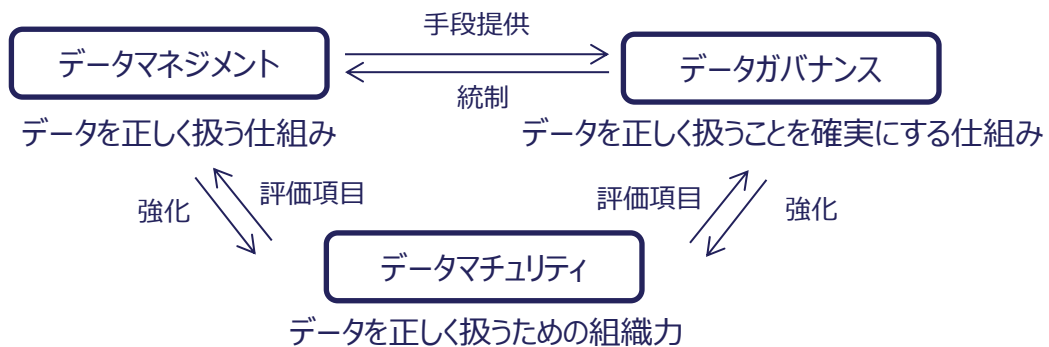 手段提供
データマネジメント
データガバナンス
統制
データを正しく扱う仕組み
データを正しく扱うことを確実にする仕組み
強化
評価項目
評価項目
強化
データマチュリティ
データを正しく扱うための組織力